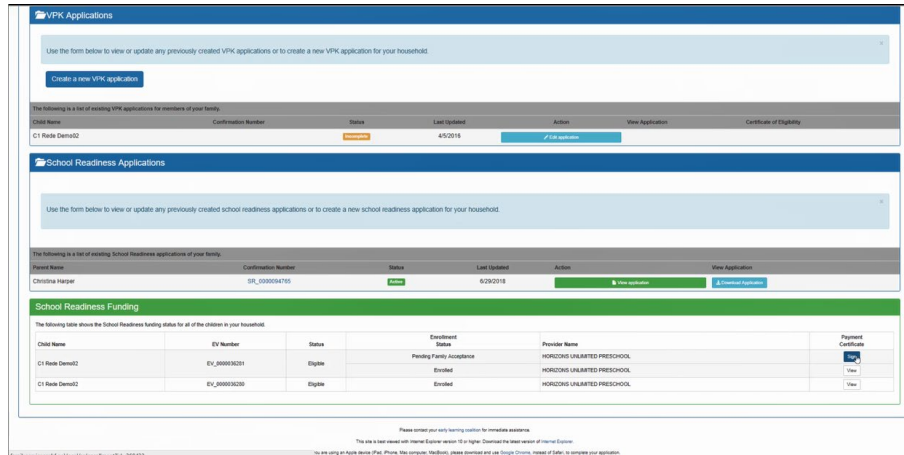 VPK Applications
Use the form below to view or update any previously created VPK applications or to create a new VPK application for your household.
×
Create a new VPK application
The following is a list of existing VPK applications for members of your family.
Child Name Confirmation Number Status Last Updated Action View Application Certificate of Eligibility
C1 Rede Demo02 Incomplete 4/5/2018 Edit application
School Readiness Applications
×
Use the form below to view or update any previously created school readiness applications or to create a new school readiness application for your household.
The following is a list of existing School Readiness applications of your family.
Parent Name Confirmation Number Status Last Updated Action View Application
Christina Harper SR_0000094765 Active 6/29/2018 View application Download Application
School Readiness Funding
The following table shows the School Readiness funding status for all of the children in your household.
Child Name EV Number Status Enrollment Status Provider Name Payment Certificate
C1 Rede Demo02 EV_0000036281 Eligible Pending Family Acceptance HORIZONS UNLIMITED PRESCHOOL Sign
Enrolled HORIZONS UNLIMITED PRESCHOOL View
C1 Rede Demo02 EV_0000036280 Eligible Enrolled HORIZONS UNLIMITED PRESCHOOL View
Please contact your early learning coalition for immediate assistance.
This site is best viewed with Internet Explorer version 10 or higher. Download the latest version of Internet Explorer.
you are using an Apple device (iPad, iPhone, Mac computer, MacBook), please download and use Google Chrome, instead of Safari, to complete your application.